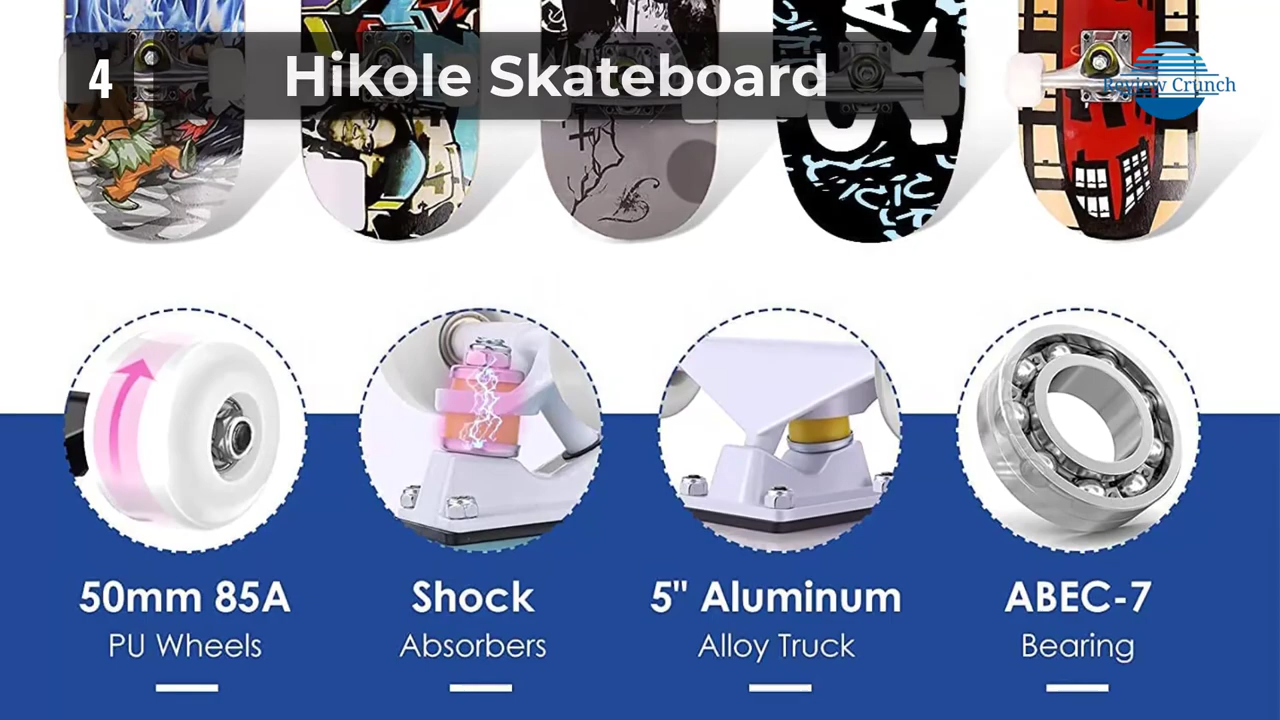 4
Hikole Skateboard
Review Crunch
50mm 85A
PU Wheels
Shock
Absorbers
5" Aluminum
Alloy Truck
ABEC-7
Bearing